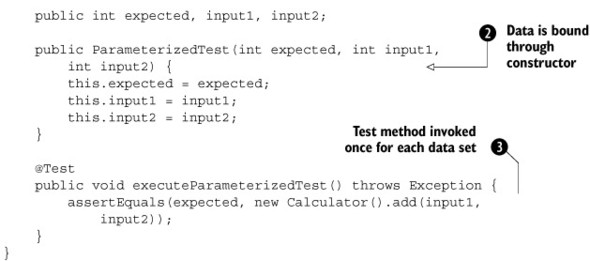 public int expected, input1, input2;
public ParameterizedTest(int expected, int input1,
int input2) {
this.expected = expected;
this.input1 = input1;
this.input2 = input2;
}
2 Data is bound
through
constructor
Test method invoked
once for each data set 3
@Test
public void executeParameterizedTest() throws Exception {
assertEquals(expected, new Calculator().add(input1,
input2));
}
}